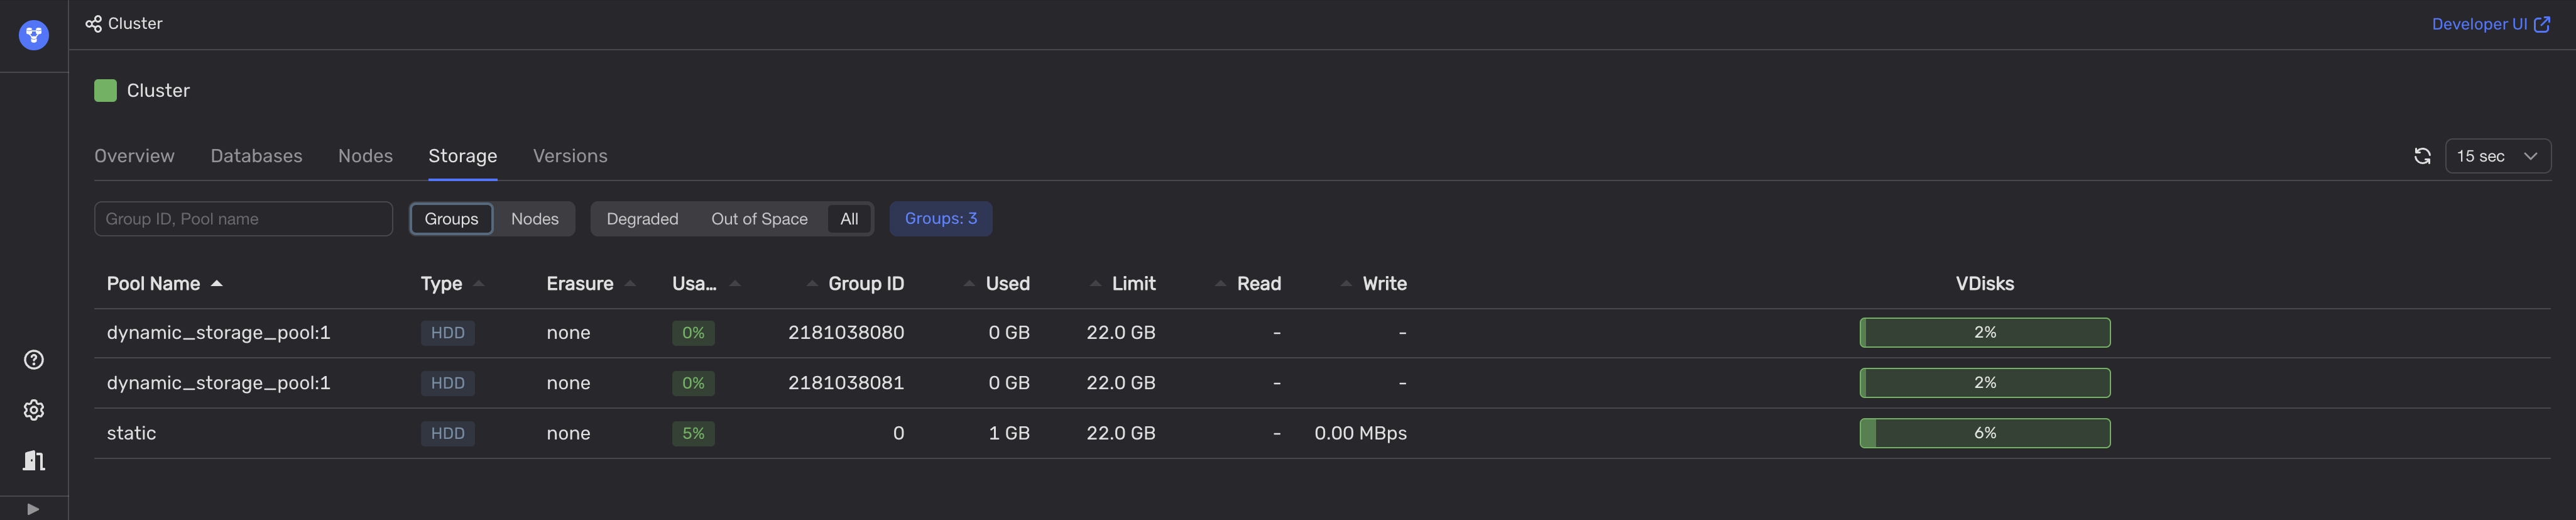 Cluster
Developer UI
Cluster
Overview Databases Nodes Storage Versions
15 sec
Group ID, Pool name Groups Nodes Degraded Out of Space All Groups: 3
Pool Name Type Erasure Usa... Group ID Used Limit Read Write VDisks
dynamic_storage_pool:1 HDD none 0% 2181038080 0 GB 22.0 GB - - 2%
dynamic_storage_pool:1 HDD none 0% 2181038081 0 GB 22.0 GB - - 2%
static HDD none 5% 0 1 GB 22.0 GB - 0.00 MBps 6%